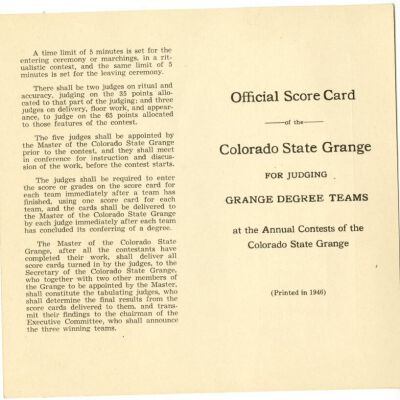 A time limit of 5 minutes is set for the
entering ceremony or marchings, in a rit-
ualistic contest, and the same limit of 5
minutes is set for the leaving ceremony.
There shall be two judges on ritual and
accuracy, judging on the 35 points allo-
cated to that part of the judging; and three
judges on delivery, floor work, and appear-
ance, to judge on the 65 points allocated
to those features of the contest.
The five judges shall be appointed by
the Master of the Colorado State Grange
prior to the contest, and they shall meet
in conference for instruction and discus-
sion of the work, before the contest starts.
The judges shall be required to enter
the score or grades on the score card for
each team immediately after a team has
finished, using one score card for each
team, and the cards shall be delivered to
the Master of the Colorado State Grange
by each judge immediately after each team
has concluded its conferring of a degree.
The Master of the Colorado State
Grange, after all the contestants have
completed their work, shall deliver all
score cards turned in by the judges, to the
Secretary of the Colorado State Grange,
who together with two other members of
the Grange to be appointed by the Master,
shall constitute the tabulating judges, who
shall determine the final results from the
score cards delivered to them, and trans-
mit their findings to the chairman of the
Executive Committee, who shall announce
the three winning teams.
Official Score Card
of the
Colorado State Grange
FOR JUDGING
GRANGE DEGREE TEAMS
at the Annual Contests of the
Colorado State Grange
(Printed in 1946)